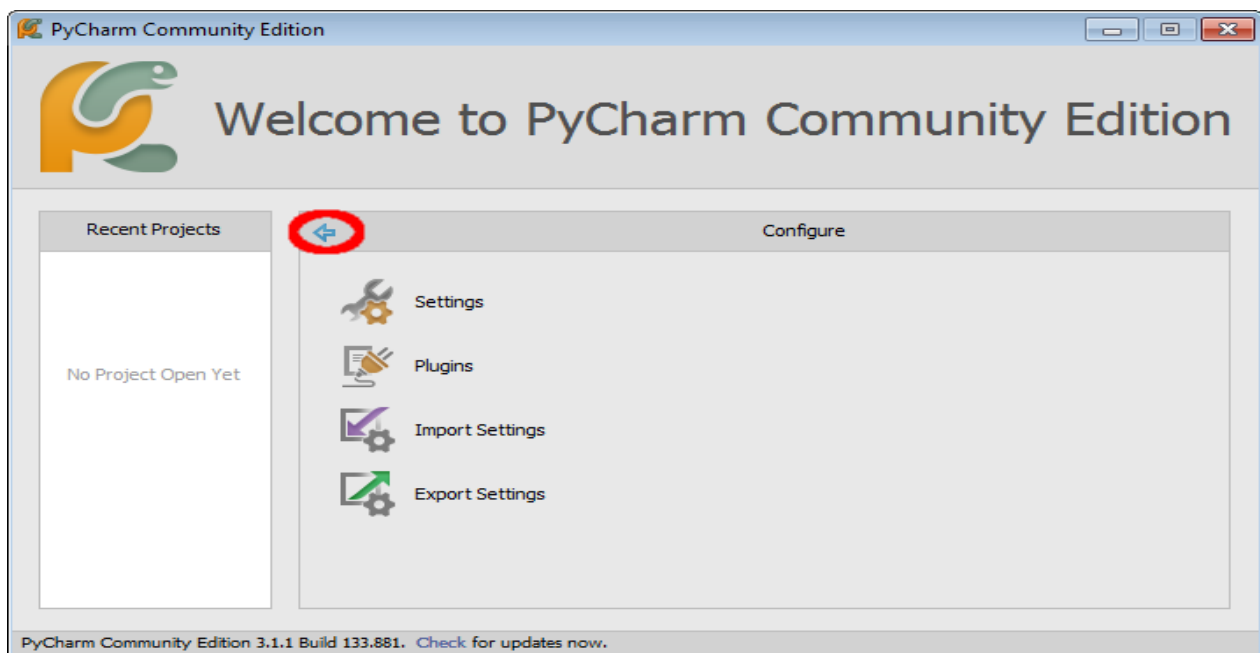 PyCharm Community Edition
Welcome to PyCharm Community Edition
Recent Projects
No Project Open Yet
Configure
Settings
Plugins
Import Settings
Export Settings
PyCharm Community Edition 3.1.1 Build 133.881. Check for updates now.